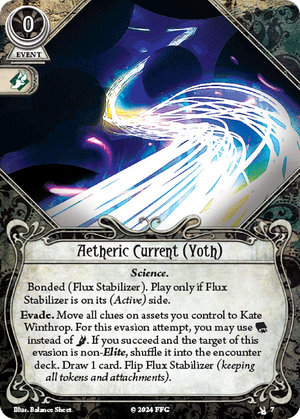 0
EVENT
Aetheric Current (Yoth)
Science.
Bonded (Flux Stabilizer). Play only if Flux
Stabilizer is on its (Active) side.
Evade. Move all clues on assets you control to Kate
Winthrop. For this evasion attempt, you may use
instead of . If you succeed and the target of this
evasion is non-Elite, shuffle it into the encounter
deck. Draw 1 card. Flip Flux Stabilizer (keeping
all tokens and attachments).
Illus. Balance Sheet
© 2024 FFG
7